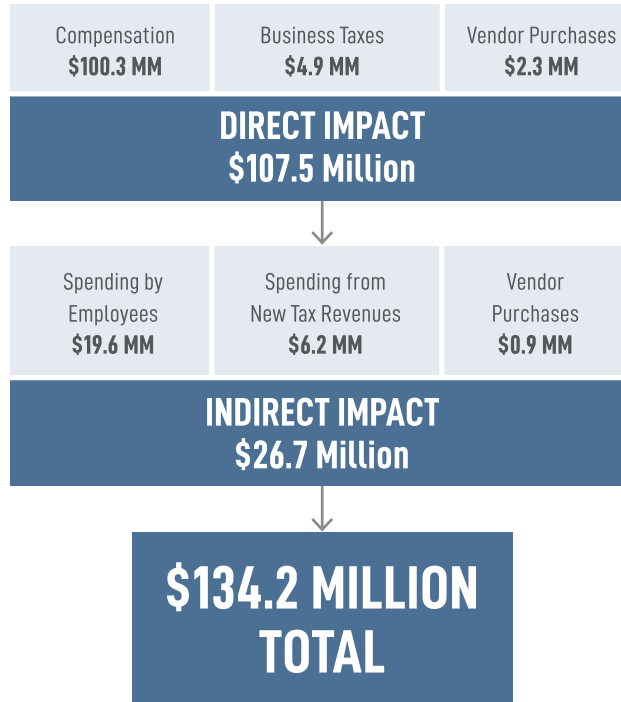 Compensation
$100.3 MM
Business Taxes
$4.9 MM
Vendor Purchases
$2.3 MM
DIRECT IMPACT
$107.5 Million
Spending by
Employees
$19.6 MM
Spending from
New Tax Revenues
$6.2 MM
Vendor
Purchases
$0.9 MM
INDIRECT IMPACT
$26.7 Million
$134.2 MILLION
TOTAL